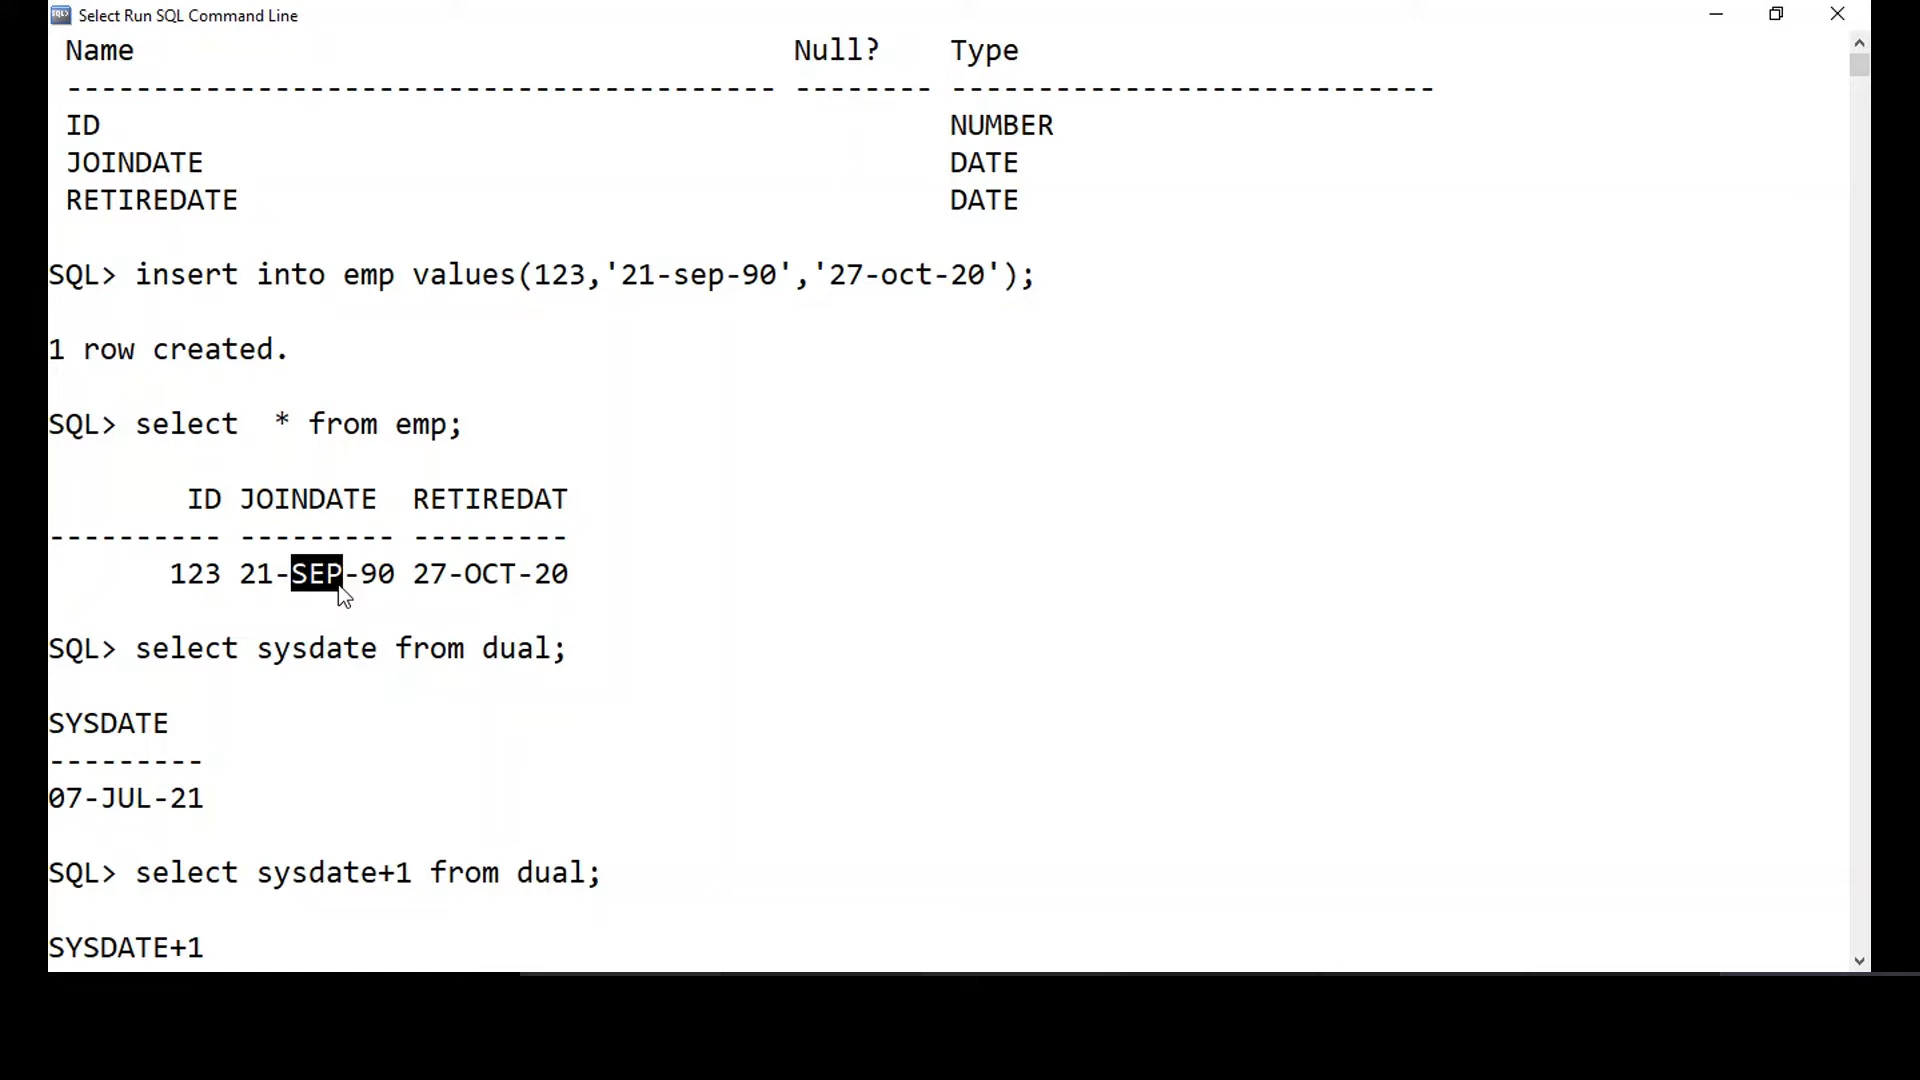 Select Run SQL Command Line
Name Null? Type
----------------------------------------- -------- ----------------------------
ID NUMBER
JOINDATE DATE
RETIREDATE DATE
SQL> insert into emp values(123,'21-sep-90','27-oct-20');
1 row created.
SQL> select  * from emp;
ID JOINDATE  RETIREDAT
---------- --------- ---------
123 21-SEP-90 27-OCT-20
SQL> select sysdate from dual;
SYSDATE
---------
07-JUL-21
SQL> select sysdate+1 from dual;
SYSDATE+1